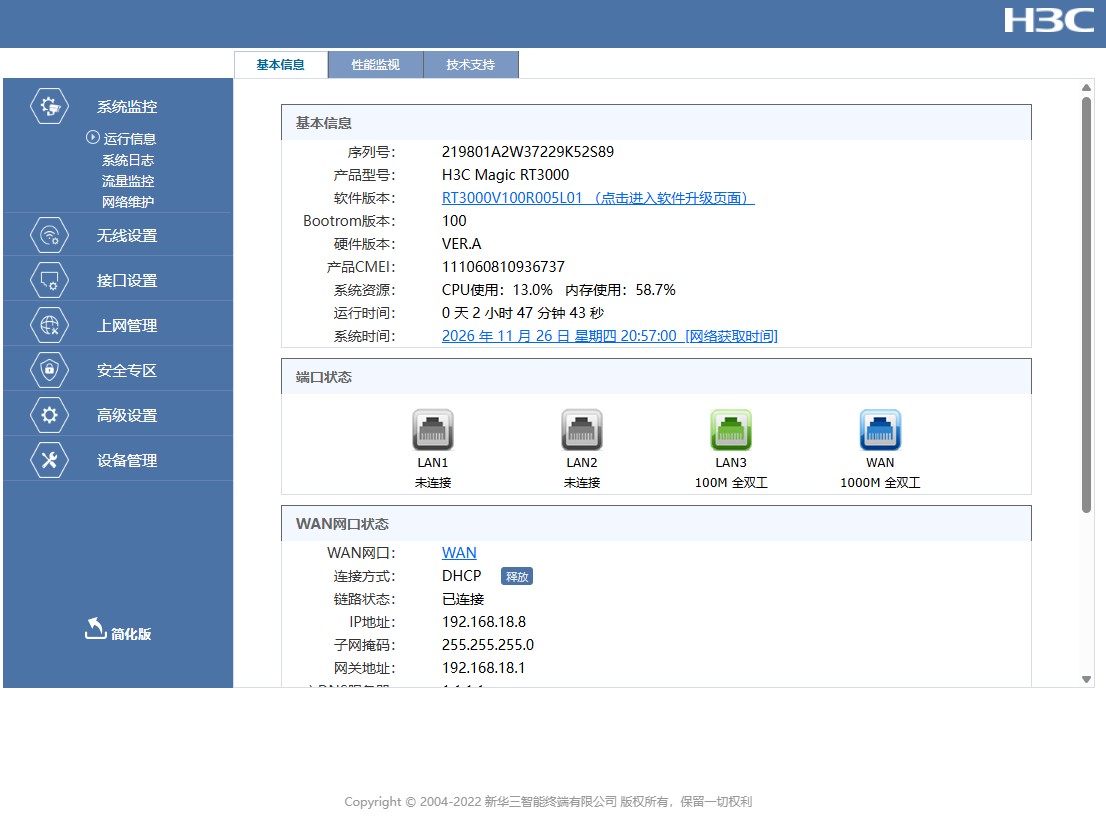 H3C
基本信息 性能监视 技术支持
系统监控
运行信息
系统日志
流量监控
网络维护
无线设置
接口设置
上网管理
安全专区
高级设置
设备管理
简化版
基本信息
序列号： 219801A2W37229K52S89
产品型号： H3C Magic RT3000
软件版本： RT3000V100R005L01 （点击进入软件升级页面）
Bootrom版本： 100
硬件版本： VER.A
产品CMEI： 111060810936737
系统资源： CPU使用：13.0% 内存使用：58.7%
运行时间： 0 天 2 小时 47 分钟 43 秒
系统时间： 2026 年 11 月 26 日 星期四 20:57:00 [网络获取时间]
端口状态
LAN1 LAN2 LAN3 WAN
未连接 未连接 100M 全双工 1000M 全双工
WAN网口状态
WAN网口： WAN
连接方式： DHCP 释放
链路状态： 已连接
IP地址： 192.168.18.8
子网掩码： 255.255.255.0
网关地址： 192.168.18.1
Copyright © 2004-2022 新华三智能终端有限公司 版权所有，保留一切权利